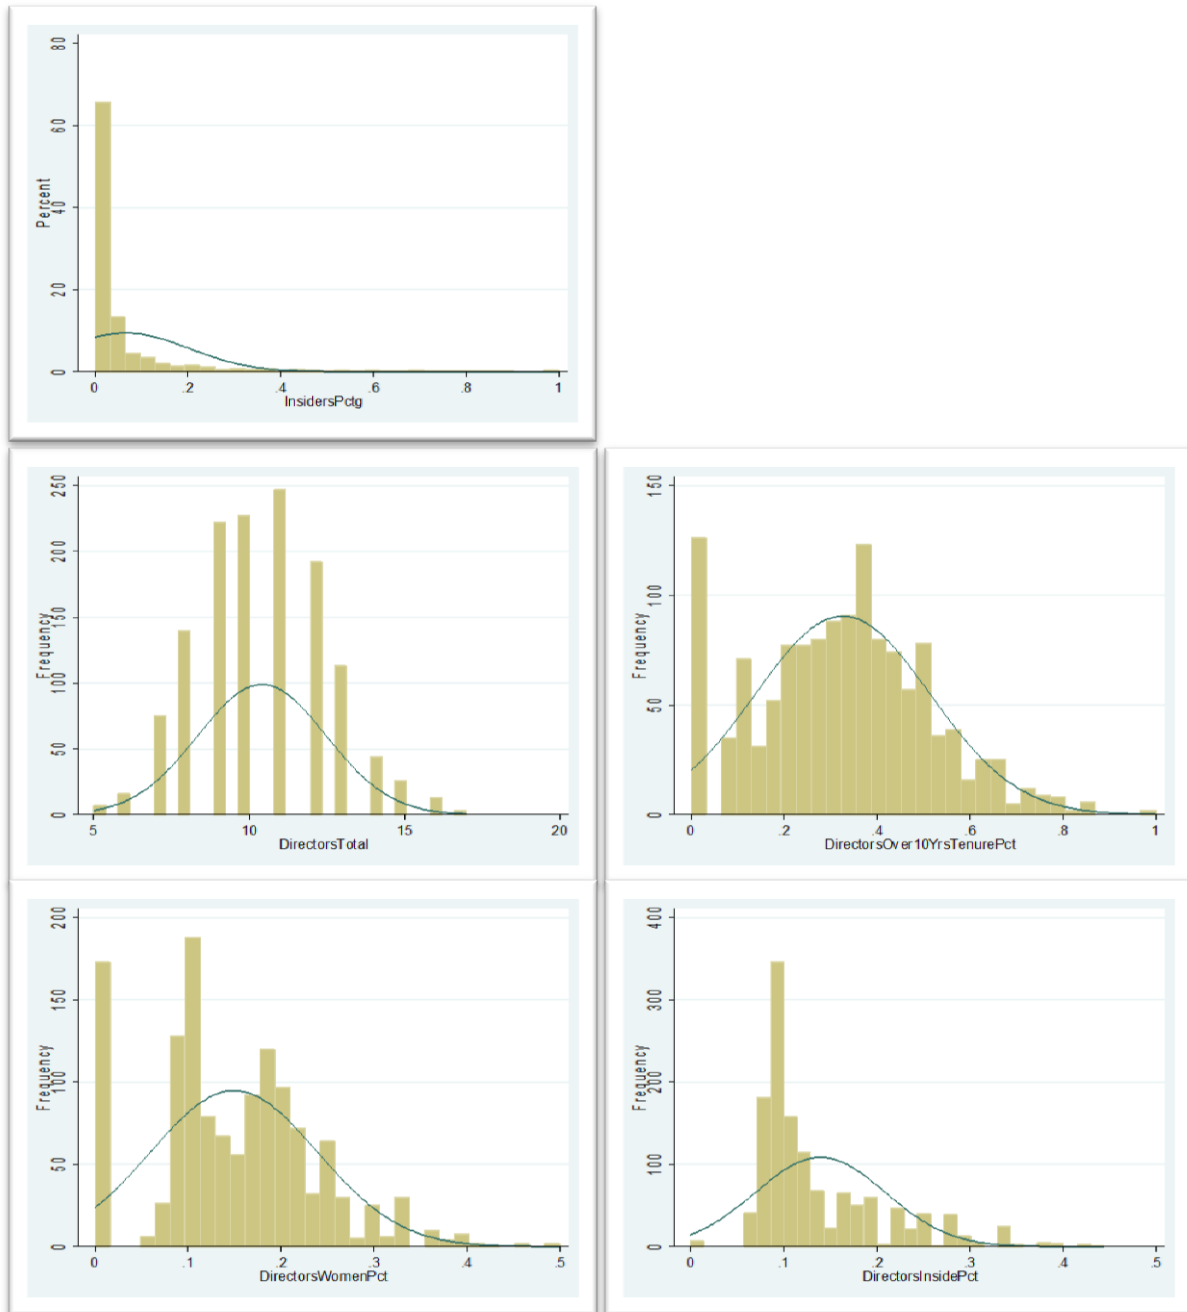 Percent
80
60
40
20
0
0 .2 .4 .6 .8 1
InsidersPctg
Frequency
250
200
150
100
50
0
5 10 15 20
DirectorsTotal
Frequency
150
100
50
0
0 .2 .4 .6 .8 1
DirectorsOver10YrsTenurePct
Frequency
200
150
100
50
0
0 .1 .2 .3 .4 .5
DirectorsWomenPct
Frequency
400
300
200
100
0
0 .1 .2 .3 .4 .5
DirectorsInsidePct